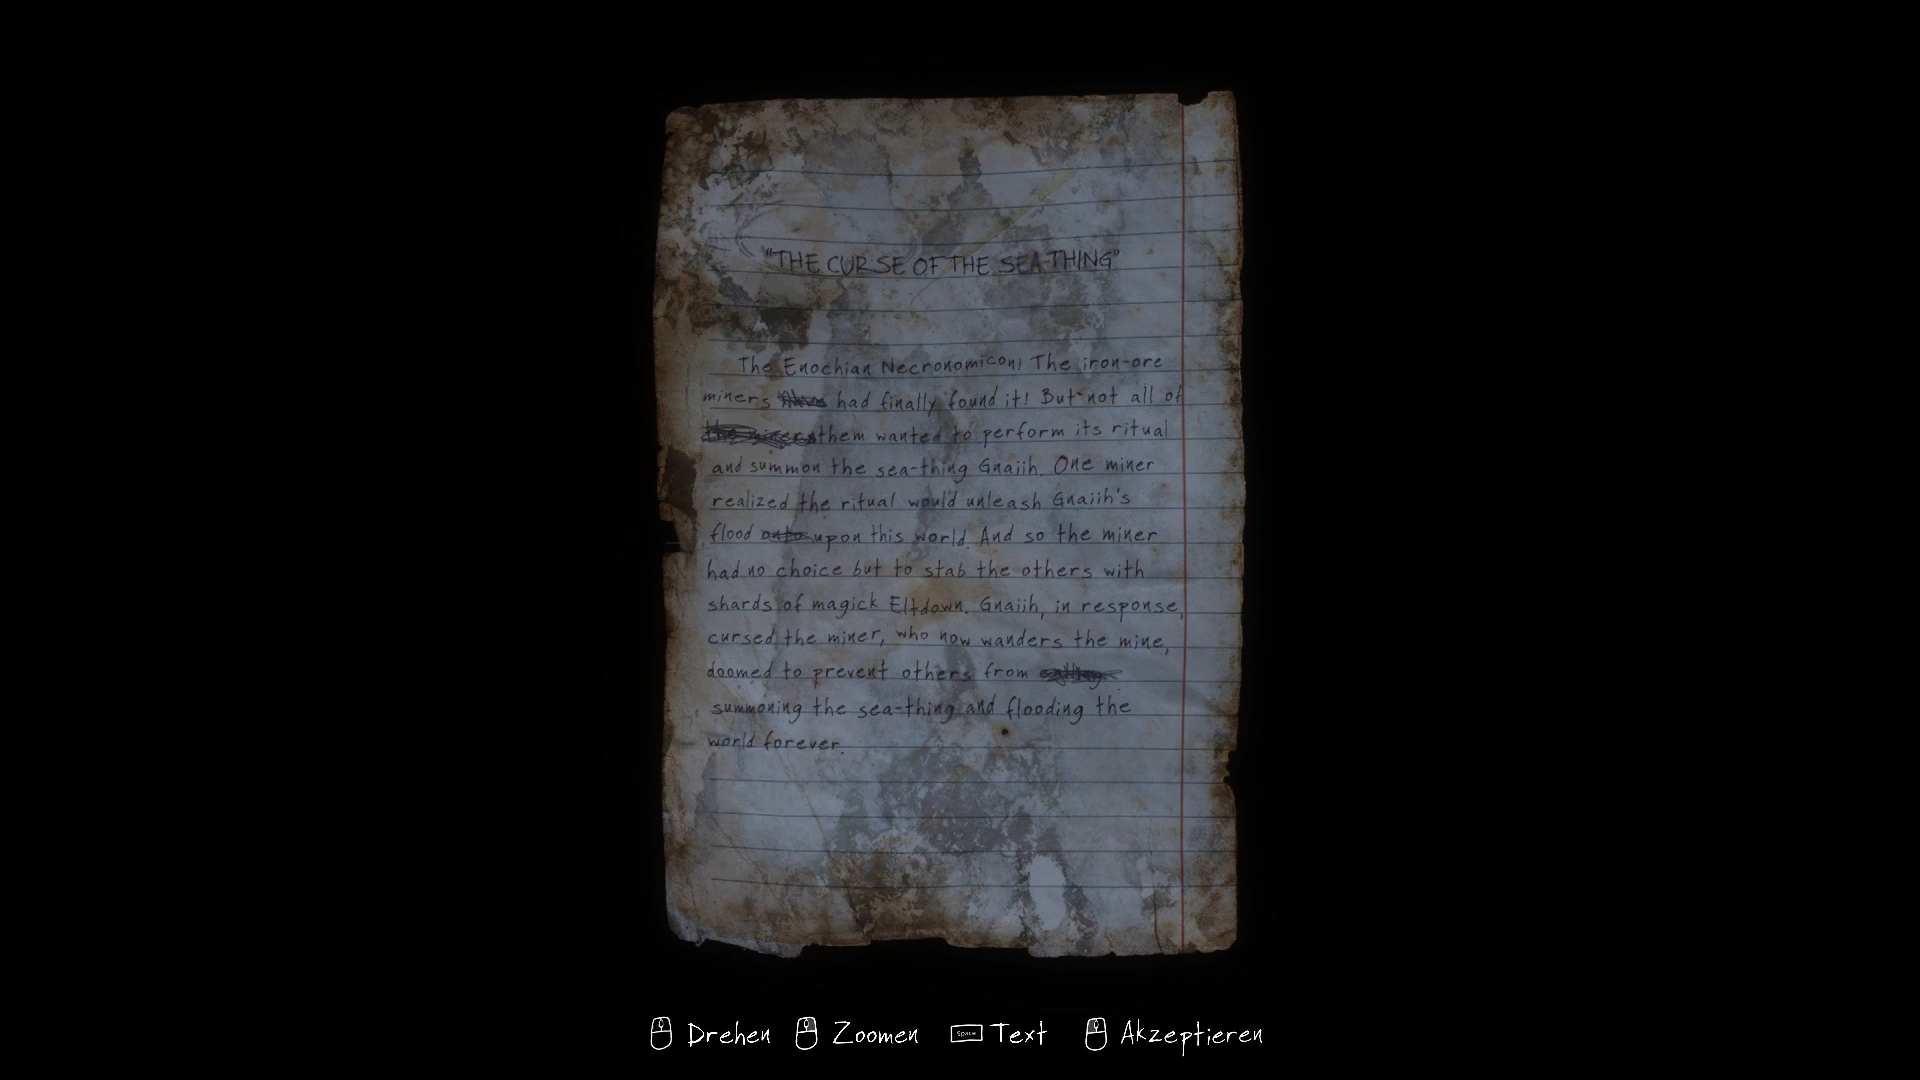 "THE CURSE OF THE SEA-THING"
The Enochian Necronomicon! The iron-ore
miners had finally found it! But not all of
them wanted to perform its ritual
and summon the sea-thing Gnaiih. One miner
realized the ritual would unleash Gnaiih's
flood onto upon this world. And so the miner
had no choice but to stab the others with
shards of magick Eltdown. Gnaiih, in response,
cursed the miner, who now wanders the mine,
doomed to prevent others from
summoning the sea-thing and flooding the
world forever.
Drehen Zoomen Space Text Akzeptieren